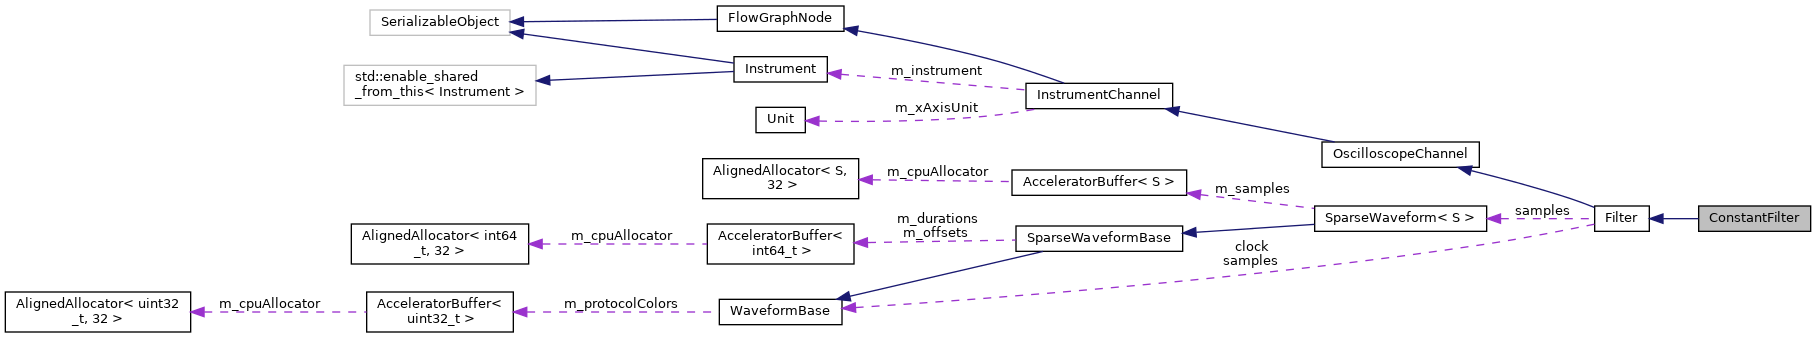 SerializableObject
FlowGraphNode
std::enable_shared
_from_this< Instrument >
Instrument
m_instrument
InstrumentChannel
Unit
m_xAxisUnit
OscilloscopeChannel
AlignedAllocator< S,
32 >
m_cpuAllocator
AcceleratorBuffer< S >
m_samples
SparseWaveform< S >
samples
Filter
ConstantFilter
AlignedAllocator< int64
_t, 32 >
m_cpuAllocator
AcceleratorBuffer<
int64_t >
m_durations
m_offsets
SparseWaveformBase
clock
samples
AlignedAllocator< uint32
_t, 32 >
m_cpuAllocator
AcceleratorBuffer<
uint32_t >
m_protocolColors
WaveformBase